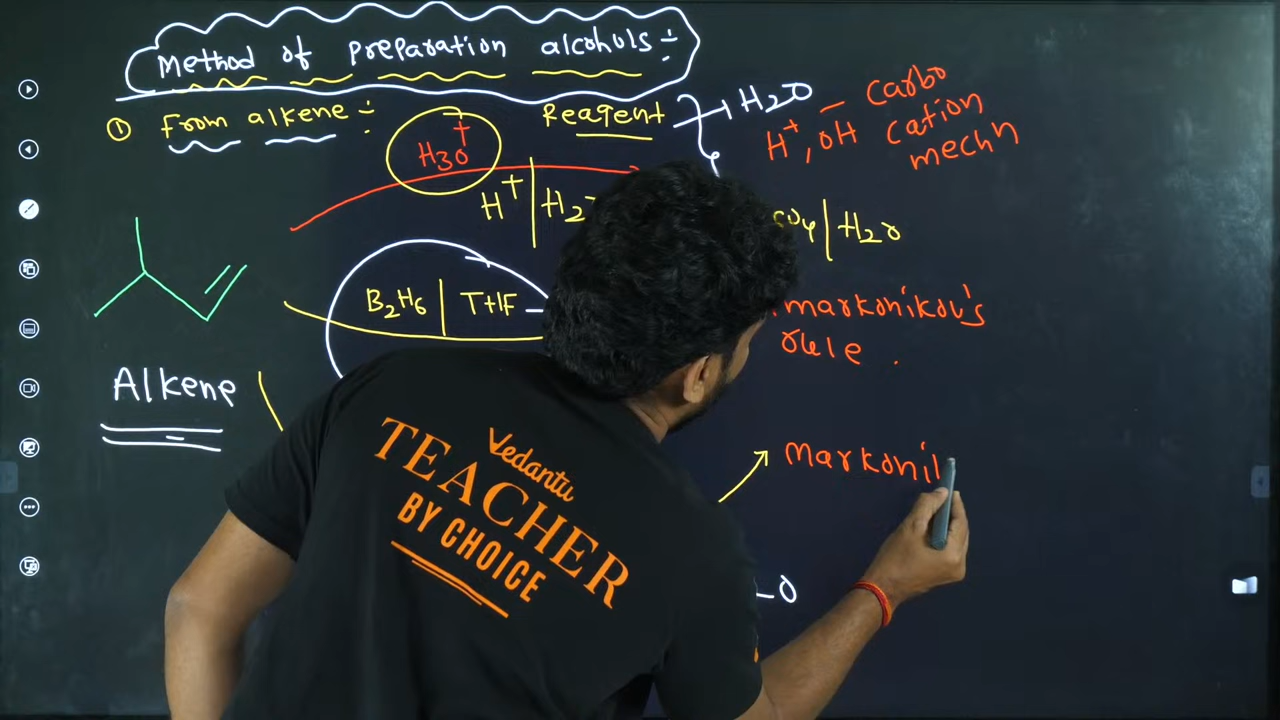 Method of preparation alcohols :-
① From alkene :-
Reagent
H2O
H+, OH - carbo
cation
mechn
H3O+
H+ | H2
SO4 | H2O
B2H6 | THF
markonikov's
rule .
Alkene
Markonik
O
Vedantu
TEACHER
BY CHOICE